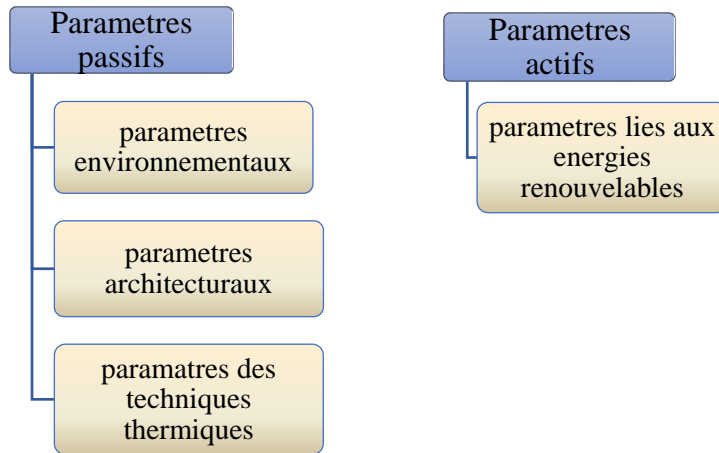 Parametres
passifs
parametres
environnementaux
parametres
architecturaux
paramatres des
techniques
thermiques
Parametres
actifs
parametres lies aux
energies
renouvelables